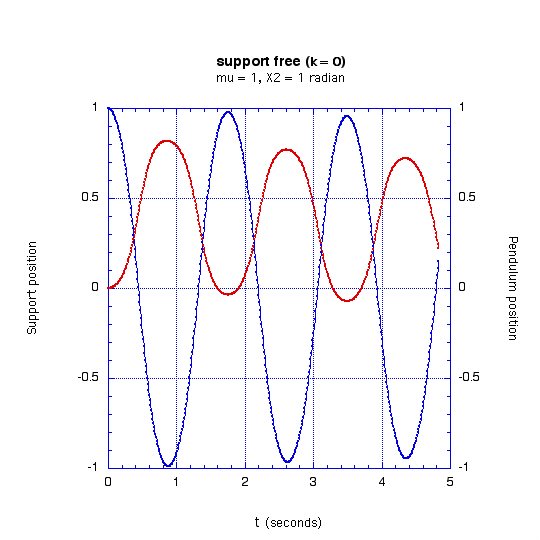 support free (k = 0)
mu = 1, X2 = 1 radian
1
0.5
0
-0.5
-1
Support position
1
0.5
0
-0.5
-1
Pendulum position
0 1 2 3 4 5
t (seconds)